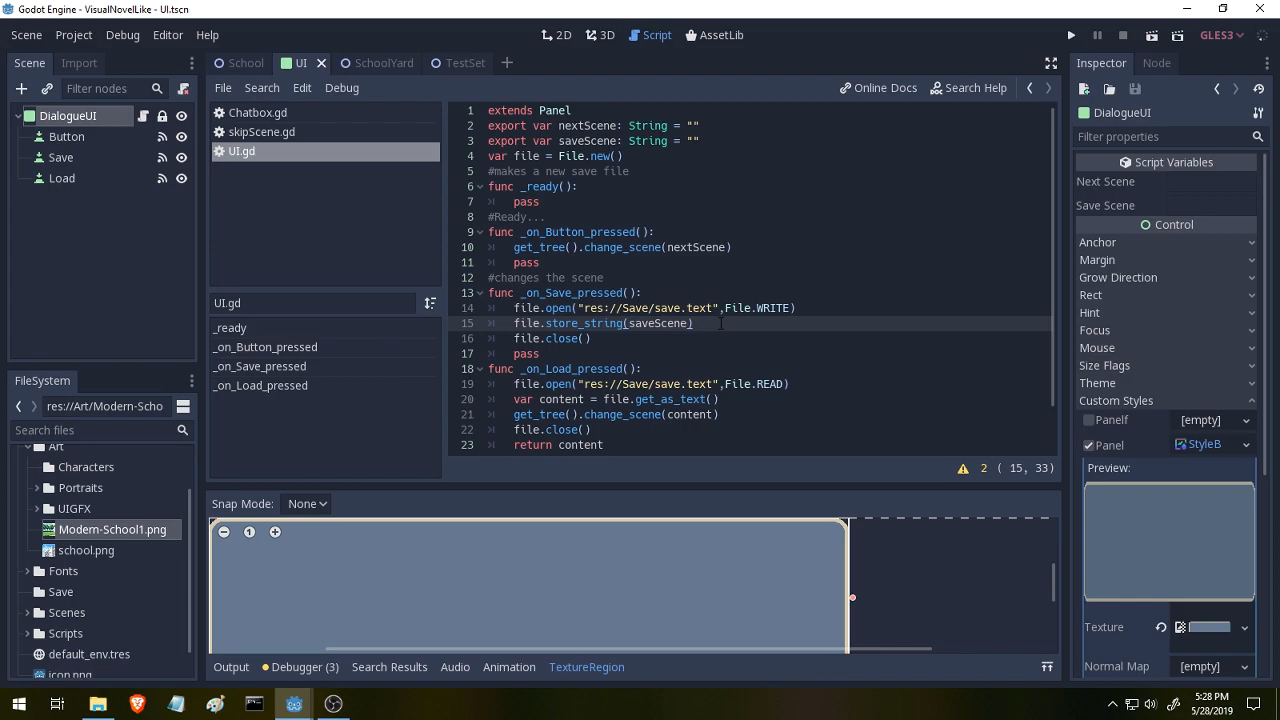 Godot Engine - VisualNovelLike - UI.tscn
Scene Project Debug Editor Help
2D 3D Script AssetLib
GLES3
Scene Import
Filter nodes
DialogueUI
Button
Save
Load
FileSystem
res://Art/Modern-Scho
Search files
Art
Characters
Portraits
UIGFX
Modern-School1.png
school.png
Fonts
Save
Scenes
Scripts
default_env.tres
icon.png
School UI SchoolYard TestSet
File Search Edit Debug
Online Docs Search Help
Chatbox.gd
skipScene.gd
UI.gd
UI.gd
_ready
_on_Button_pressed
_on_Save_pressed
_on_Load_pressed
1 extends Panel
2 export var nextScene: String = ""
3 export var saveScene: String = ""
4 var file = File.new()
5 #makes a new save file
6 func _ready():
7 pass
8 #Ready...
9 func _on_Button_pressed():
10 get_tree().change_scene(nextScene)
11 pass
12 #changes the scene
13 func _on_Save_pressed():
14 file.open("res://Save/save.text",File.WRITE)
15 file.store_string(saveScene)
16 file.close()
17 pass
18 func _on_Load_pressed():
19 file.open("res://Save/save.text",File.READ)
20 var content = file.get_as_text()
21 get_tree().change_scene(content)
22 file.close()
23 return content
2 ( 15, 33)
Snap Mode: None
1
Output Debugger (3) Search Results Audio Animation TextureRegion
Inspector Node
DialogueUI
Filter properties
Script Variables
Next Scene
Save Scene
Control
Anchor
Margin
Grow Direction
Rect
Hint
Focus
Mouse
Size Flags
Theme
Custom Styles
Panelf [empty]
Panel StyleB
Preview:
Texture
Normal Map [empty]
5:28 PM
5/28/2019